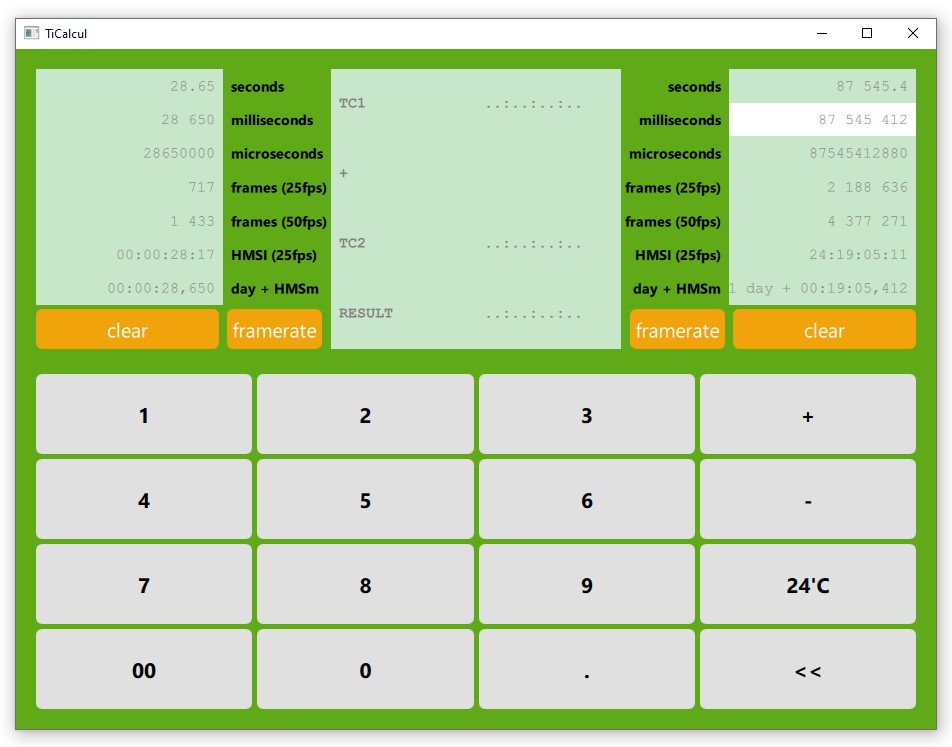 TiCalcul
28.65 seconds
28 650 milliseconds
28650000 microseconds
717 frames (25fps)
1 433 frames (50fps)
00:00:28:17 HMSI (25fps)
00:00:28,650 day + HMSm
clear framerate
TC1 ..:..:..:..
+
TC2 ..:..:..:..
RESULT ..:..:..:..
seconds 87 545.4
milliseconds 87 545 412
microseconds 87545412880
frames (25fps) 2 188 636
frames (50fps) 4 377 271
HMSI (25fps) 24:19:05:11
day + HMSm 1 day + 00:19:05,412
framerate clear
1 2 3 +
4 5 6 -
7 8 9 24'C
00 0 . <<